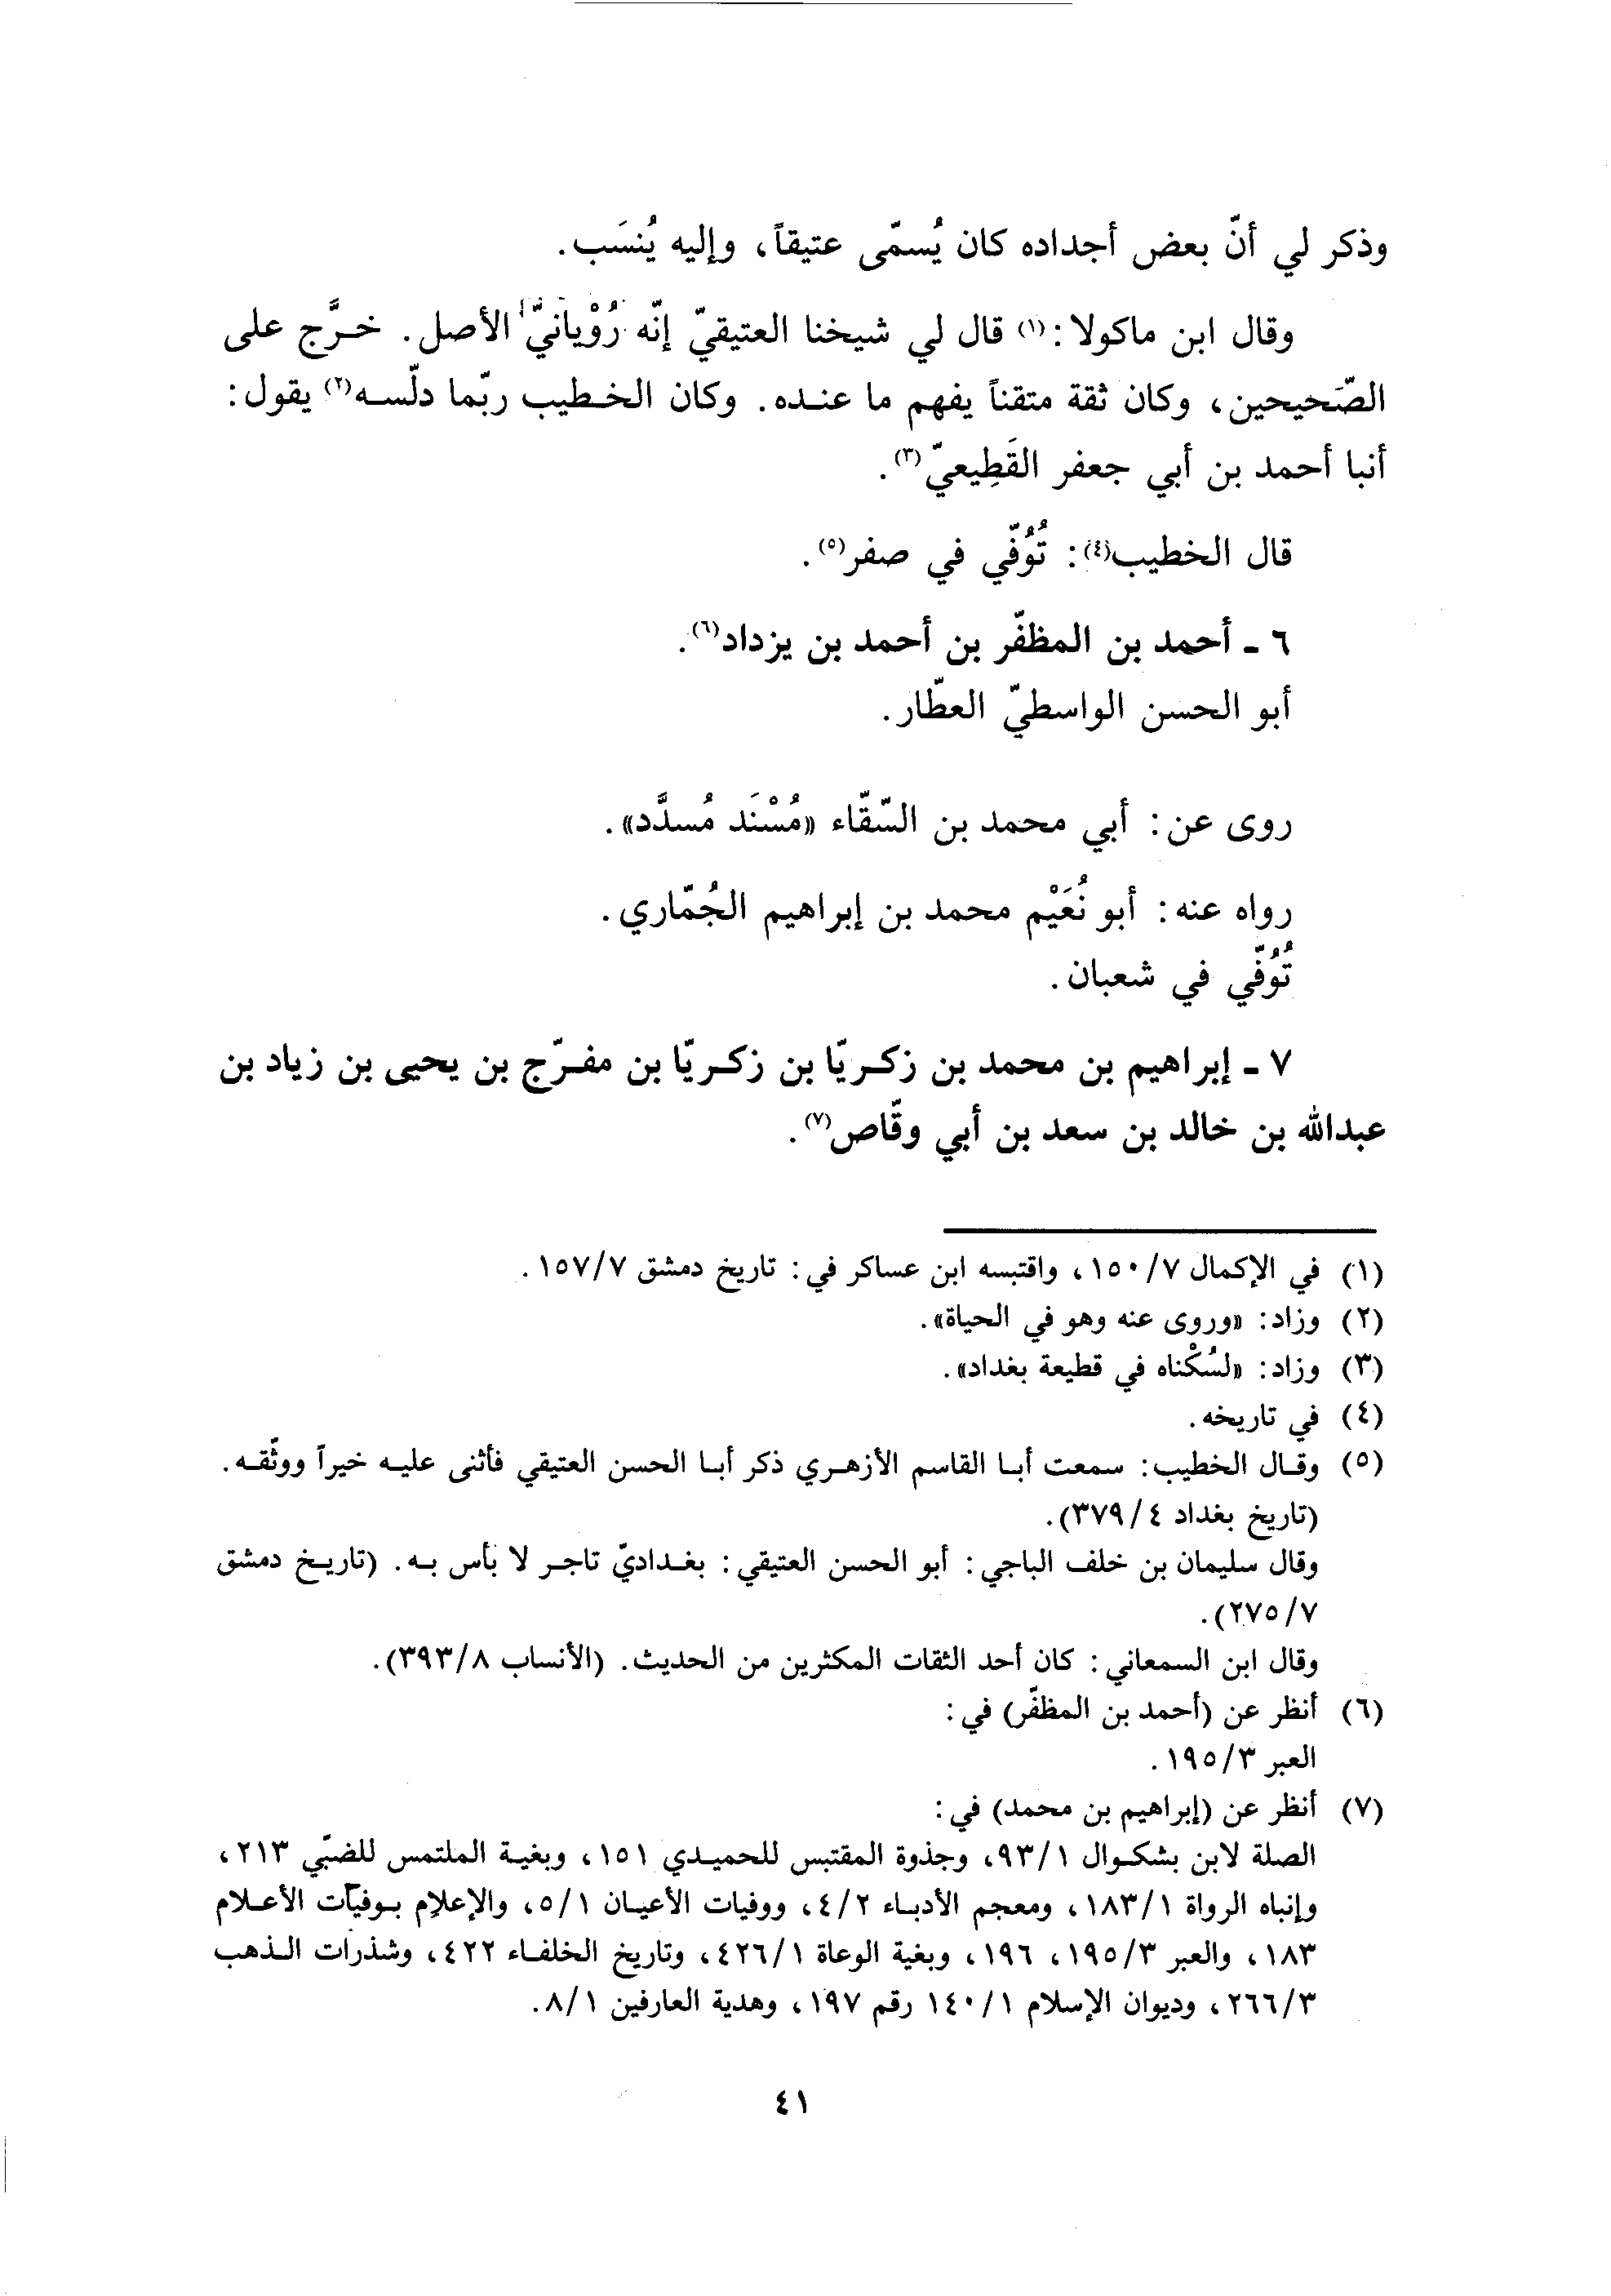 وذكر لي أنّ بعض أجداده كان يُسمّى عتيقاً، وإليه يُنسَب.
وقال ابن ماكولا:(١) قال لي شيخنا العتيقيّ إنّه رُوْيانيّ الأصل. خرَّج على
الصّحيحين، وكان ثقة متقناً يفهم ما عنده. وكان الخطيب ربّما دلّسه(٢) يقول:
أنبا أحمد بن أبي جعفر القَطِيعيّ(٣).
قال الخطيب(٤): تُوُفّي في صفر(٥).
٦ ـ أحمد بن المظفّر بن أحمد بن يزداد(٦).
أبو الحسن الواسطيّ العطّار.
روى عن: أبي محمد بن السّقّاء «مُسْنَد مُسدَّد».
رواه عنه: أبو نُعَيْم محمد بن إبراهيم الجُمّاري.
تُوُفّي في شعبان.
٧ ـ إبراهيم بن محمد بن زكريّا بن زكريّا بن مفرّج بن يحيى بن زياد بن
عبدالله بن خالد بن سعد بن أبي وقّاص(٧).
(١) في الإكمال ١٥٠/٧، واقتبسه ابن عساكر في: تاريخ دمشق ١٥٧/٧.
(٢) وزاد: «وروى عنه وهو في الحياة».
(٣) وزاد: «لسُكْناه في قطيعة بغداد».
(٤) في تاريخه.
(٥) وقال الخطيب: سمعت أبا القاسم الأزهري ذكر أبا الحسن العتيقي فأثنى عليه خيراً ووثّقه.
(تاريخ بغداد ٣٧٩/٤).
وقال سليمان بن خلف الباجي: أبو الحسن العتيقي: بغداديّ تاجر لا بأس به. (تاريخ دمشق
٢٧٥/٧).
وقال ابن السمعاني: كان أحد الثقات المكثرين من الحديث. (الأنساب ٣٩٣/٨).
(٦) أنظر عن (أحمد بن المظفّر) في:
العبر ١٩٥/٣.
(٧) أنظر عن (إبراهيم بن محمد) في:
الصلة لابن بشكوال ٩٣/١، وجذوة المقتبس للحميدي ١٥١، وبغية الملتمس للضبّي ٢١٣،
وإنباه الرواة ١٨٣/١، ومعجم الأدباء ٤/٢، ووفيات الأعيان ٥/١، والإعلام بوفيّات الأعلام
١٨٣، والعبر ١٩٥/٣، ١٩٦، وبغية الوعاة ٤٢٦/١، وتاريخ الخلفاء ٤٢٢، وشذرات الذهب
٢٦٦/٣، وديوان الإسلام ١٤٠/١ رقم ١٩٧، وهدية العارفين ٨/١.
٤١